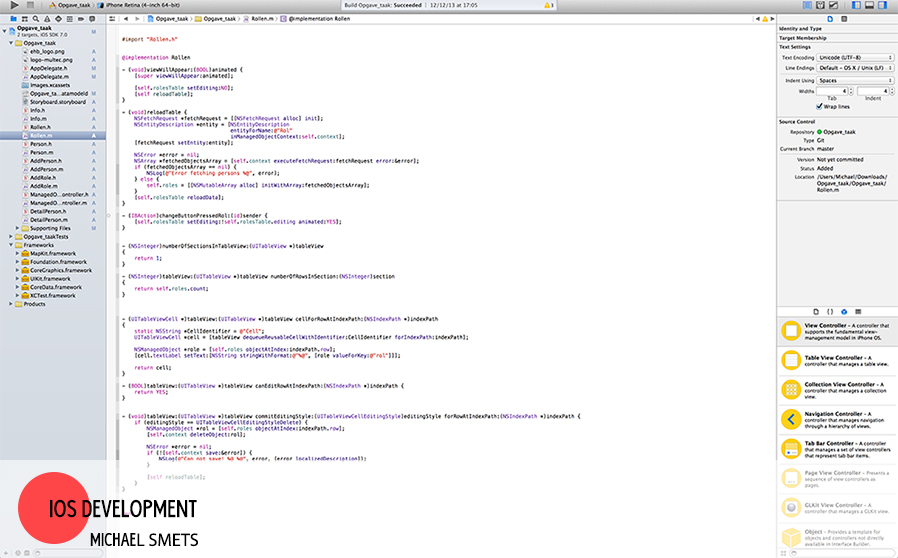 Opgave_taak
iPhone Retina (4-inch 64-bit)
Build Opgave_taak: Succeeded
12/12/13 at 17:05
Opgave_taak
2 targets, iOS SDK 7.0
Opgave_taak
ehb_logo.png
logo-multec.png
AppDelegate.h
AppDelegate.m
Images.xcassets
Opgave_ta...atamodeld
Storyboard.storyboard
Info.h
Info.m
Rollen.h
Rollen.m
Person.h
Person.m
AddPerson.h
AddPerson.m
AddRole.h
AddRole.m
ManagedO...ontroller.h
ManagedO...ntroller.m
DetailPerson.h
DetailPerson.m
Supporting Files
Opgave_taakTests
Frameworks
MapKit.framework
Foundation.framework
CoreGraphics.framework
UIKit.framework
CoreData.framework
XCTest.framework
Products
Opgave_taak
Opgave_taak
Rollen.m
@implementation Rollen
#import "Rollen.h"
@implementation Rollen
- (void)viewWillAppear:(BOOL)animated {
[super viewWillAppear:animated];
[self.rolesTable setEditing:NO];
[self reloadTable];
}
- (void)reloadTable {
NSFetchRequest *fetchRequest = [[NSFetchRequest alloc] init];
NSEntityDescription *entity = [NSEntityDescription
entityForName:@"Rol"
inManagedObjectContext:self.context];
[fetchRequest setEntity:entity];
NSError *error = nil;
NSArray *fetchedObjectsArray = [self.context executeFetchRequest:fetchRequest error:&error];
if (fetchedObjectsArray == nil) {
NSLog(@"Error fetching persons %@", error);
} else {
self.roles = [[NSMutableArray alloc] initWithArray:fetchedObjectsArray];
}
[self.rolesTable reloadData];
}
- (IBAction)changeButtonPressedRol:(id)sender {
[self.rolesTable setEditing:!self.rolesTable.editing animated:YES];
}
- (NSInteger)numberOfSectionsInTableView:(UITableView *)tableView
{
return 1;
}
- (NSInteger)tableView:(UITableView *)tableView numberOfRowsInSection:(NSInteger)section
{
return self.roles.count;
}
- (UITableViewCell *)tableView:(UITableView *)tableView cellForRowAtIndexPath:(NSIndexPath *)indexPath
{
static NSString *CellIdentifier = @"Cell";
UITableViewCell *cell = [tableView dequeueReusableCellWithIdentifier:CellIdentifier forIndexPath:indexPath];
NSManagedObject *role = [self.roles objectAtIndex:indexPath.row];
[cell.textLabel setText:[NSString stringWithFormat:@"%@", [role valueForKey:@"rol"]]];
return cell;
}
- (BOOL)tableView:(UITableView *)tableView canEditRowAtIndexPath:(NSIndexPath *)indexPath {
return YES;
}
- (void)tableView:(UITableView *)tableView commitEditingStyle:(UITableViewCellEditingStyle)editingStyle forRowAtIndexPath:(NSIndexPath *)indexPath {
if (editingStyle == UITableViewCellEditingStyleDelete) {
NSManagedObject *rol = [self.roles objectAtIndex:indexPath.row];
[self.context deleteObject:rol];
NSError *error = nil;
if (![self.context save:&error]) {
NSLog(@"Can not save! %@ %@", error, [error localizedDescription]);
}
[self reloadTable];
}
Identity and Type
Target Membership
Text Settings
Text Encoding Unicode (UTF-8)
Line Endings Default - OS X / Unix (LF)
Indent Using Spaces
Widths 4 4
Tab Indent
Wrap lines
Source Control
Repository Opgave_taak
Type Git
Current Branch master
Version Not yet committed
Status Added
Location /Users/Michael/Downloads/
Opgave_taak/Opgave_taak/
Rollen.m
View Controller - A controller that
supports the fundamental view-
management model in iPhone OS.
Table View Controller - A
controller that manages a table view.
Collection View Controller - A
controller that manages a collection
view.
Navigation Controller - A
controller that manages navigation
through a hierarchy of views.
Tab Bar Controller - A controller
that manages a set of view controllers
that represent tab bar items.
Page View Controller - Presents a
sequence of view controllers as
pages.
GLKit View Controller - A
controller that manages a GLKit view.
Object - Provides a template for
objects and controllers not directly
available in Interface Builder.
IOS DEVELOPMENT
MICHAEL SMETS